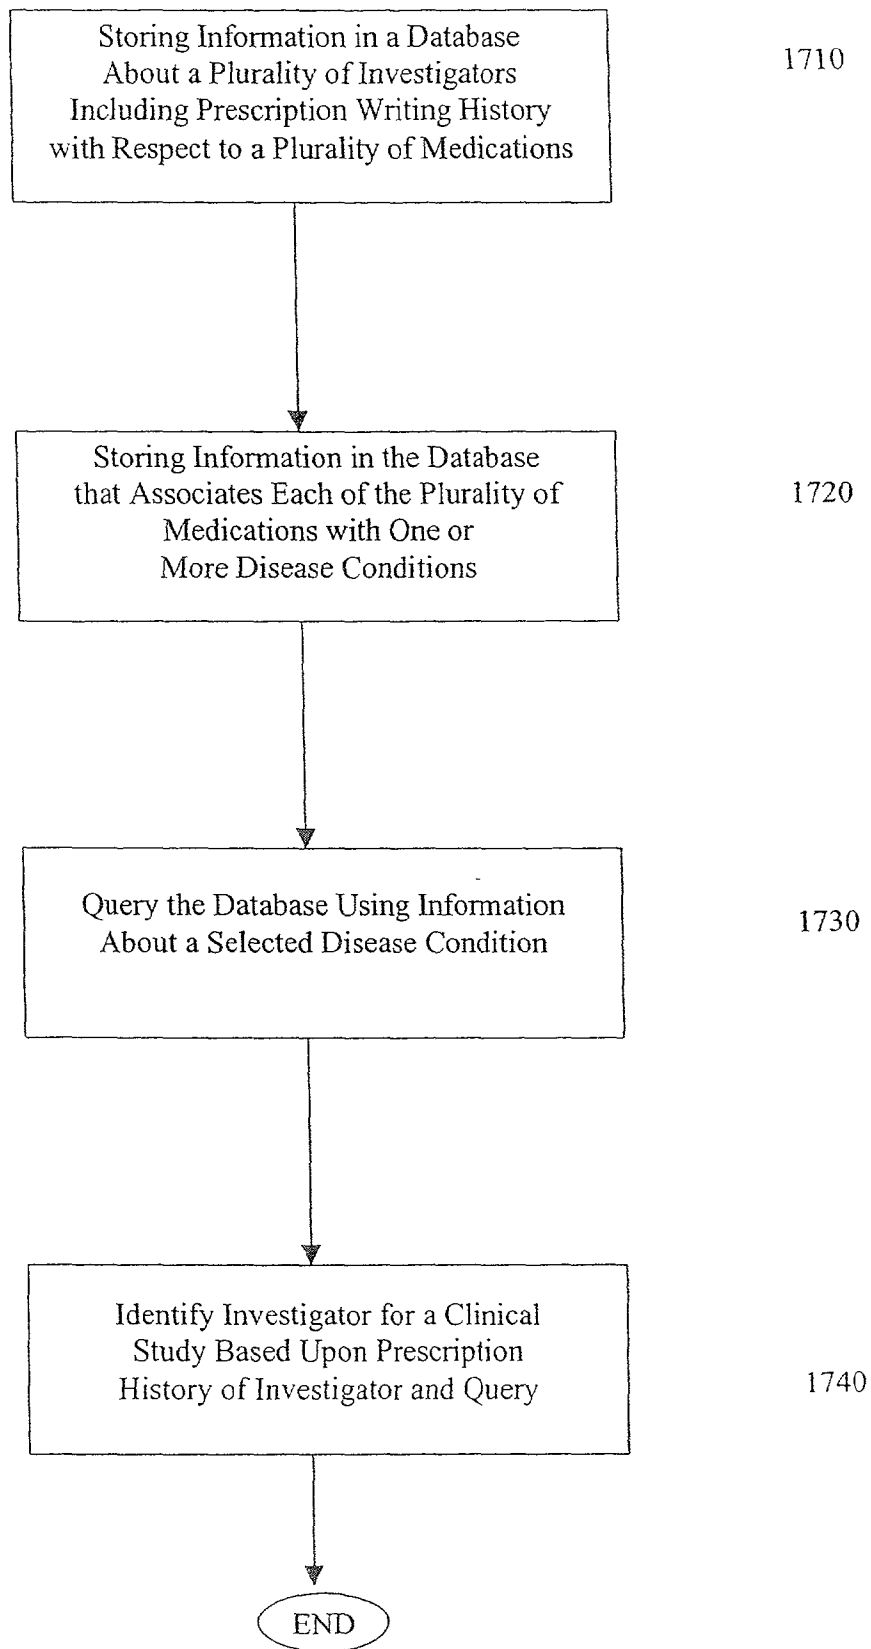 Storing Information in a Database
About a Plurality of Investigators
Including Prescription Writing History
with Respect to a Plurality of Medications
1710
Storing Information in the Database
that Associates Each of the Plurality of
Medications with One or
More Disease Conditions
1720
Query the Database Using Information
About a Selected Disease Condition
1730
Identify Investigator for a Clinical
Study Based Upon Prescription
History of Investigator and Query
1740
END